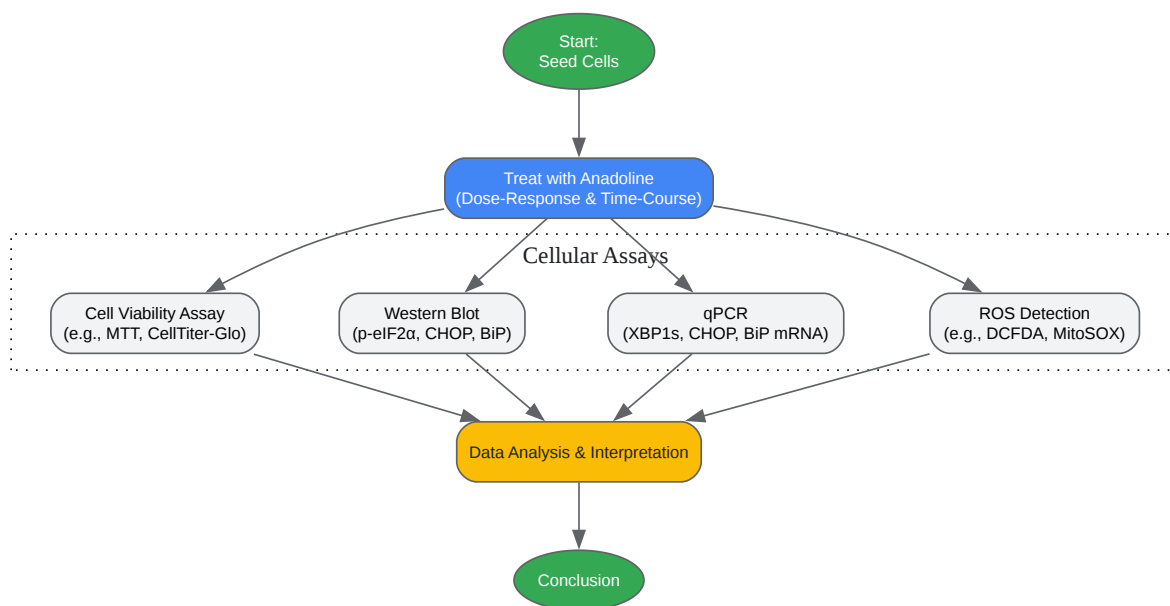 Start:
Seed Cells
Treat with Anadoline
(Dose-Response & Time-Course)
Cellular Assays
Cell Viability Assay
(e.g., MTT, CellTiter-Glo)
Western Blot
(p-eIF2α, CHOP, BiP)
qPCR
(XBP1s, CHOP, BiP mRNA)
ROS Detection
(e.g., DCFDA, MitoSOX)
Data Analysis & Interpretation
Conclusion